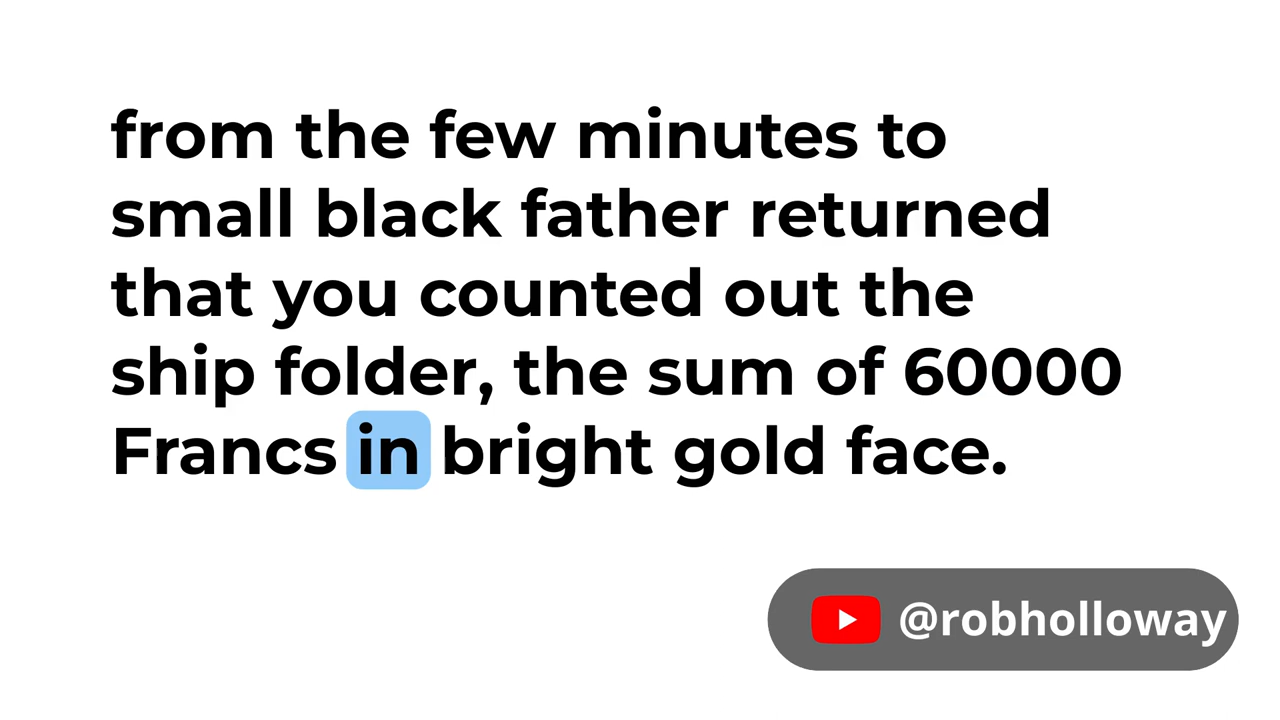 from the few minutes to
small black father returned
that you counted out the
ship folder, the sum of 60000
Francs in bright gold face.
@robholloway